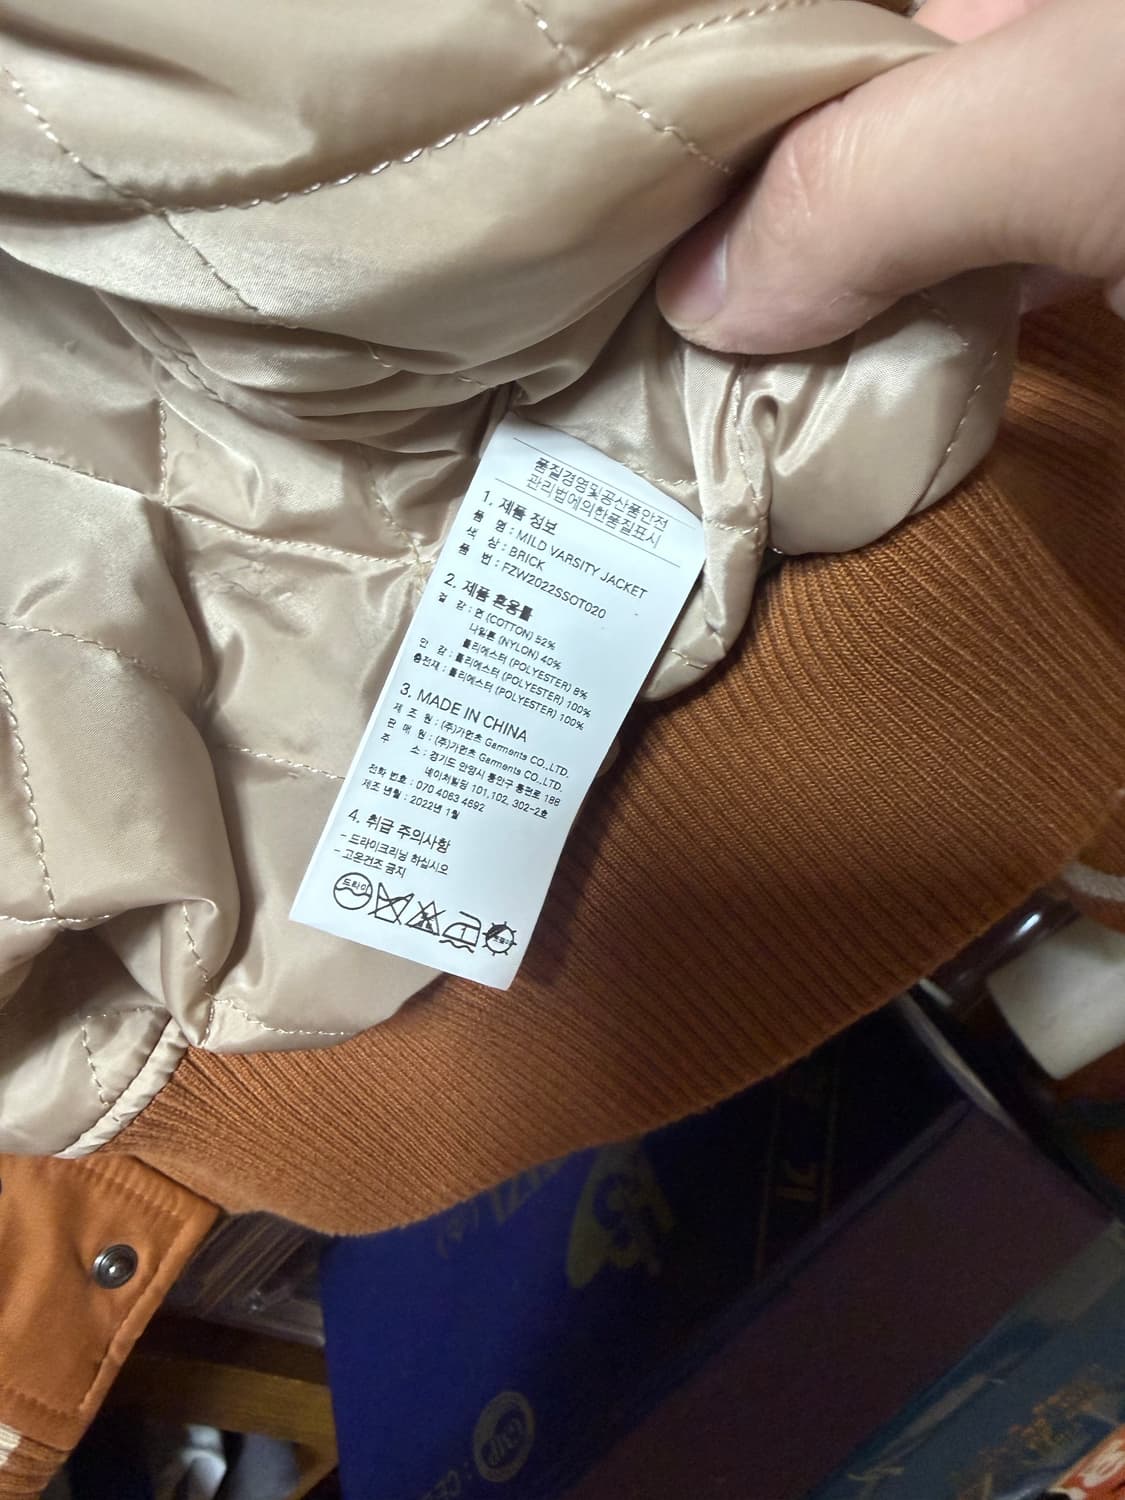 품질경영및공산품안전
관리법에의한품질표시
1. 제품 정보
품 명 : MILD VARSITY JACKET
색 상 : BRICK
품 번 : FZW2022SSOT020
2. 제품 혼용률
겉 감 : 면 (COTTON) 52%
나일론 (NYLON) 40%
폴리에스터 (POLYESTER) 8%
안 감 : 폴리에스터 (POLYESTER) 100%
충전재 : 폴리에스터 (POLYESTER) 100%
3. MADE IN CHINA
제 조 원 : (주)가먼츠 Garments CO.,LTD.
판 매 원 : (주)가먼츠 Garments CO.,LTD.
주 소 : 경기도 안양시 동안구 흥안대로
네이처빌딩 101,102, 302-2호
전화 번호 : 070 4063 4692
제조 년월 : 2022년 1월
4. 취급 주의사항
- 드라이크리닝 하십시오
- 고온건조 금지
드라이
1